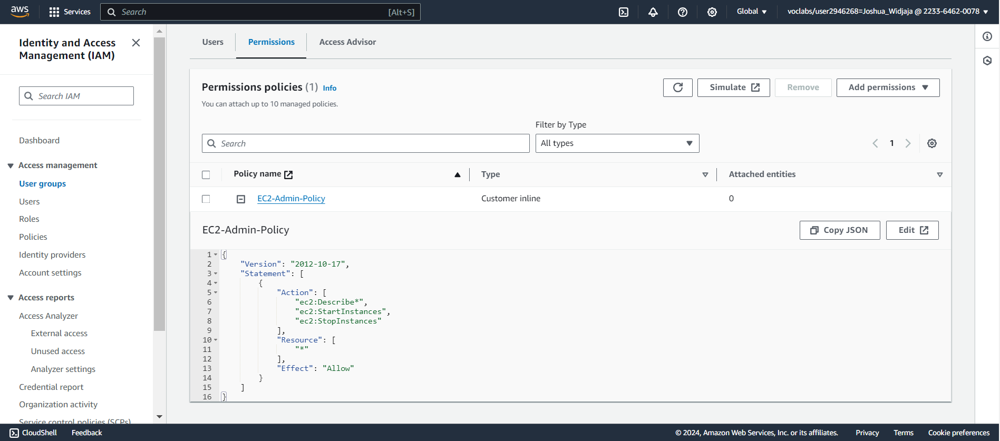 aws
Services
Search
[Alt+S]
Global
voclabs/user2946268=Joshua_Widjaja @ 2233-6462-0078
Identity and Access
Management (IAM)
Search IAM
Dashboard
Access management
User groups
Users
Roles
Policies
Identity providers
Account settings
Access reports
Access Analyzer
External access
Unused access
Analyzer settings
Credential report
Organization activity
Service control policies (SCPs)
Users
Permissions
Access Advisor
Permissions policies (1) Info
You can attach up to 10 managed policies.
Simulate
Remove
Add permissions
Filter by Type
Search
All types
1
Policy name
Type
Attached entities
EC2-Admin-Policy
Customer inline
0
EC2-Admin-Policy
Copy JSON
Edit
1 {
2 "Version": "2012-10-17",
3 "Statement": [
4 {
5 "Action": [
6 "ec2:Describe*",
7 "ec2:StartInstances",
8 "ec2:StopInstances"
9 ],
10 "Resource": [
11 "*"
12 ],
13 "Effect": "Allow"
14 }
15 ]
16 }
CloudShell
Feedback
© 2024, Amazon Web Services, Inc. or its affiliates.
Privacy
Terms
Cookie preferences